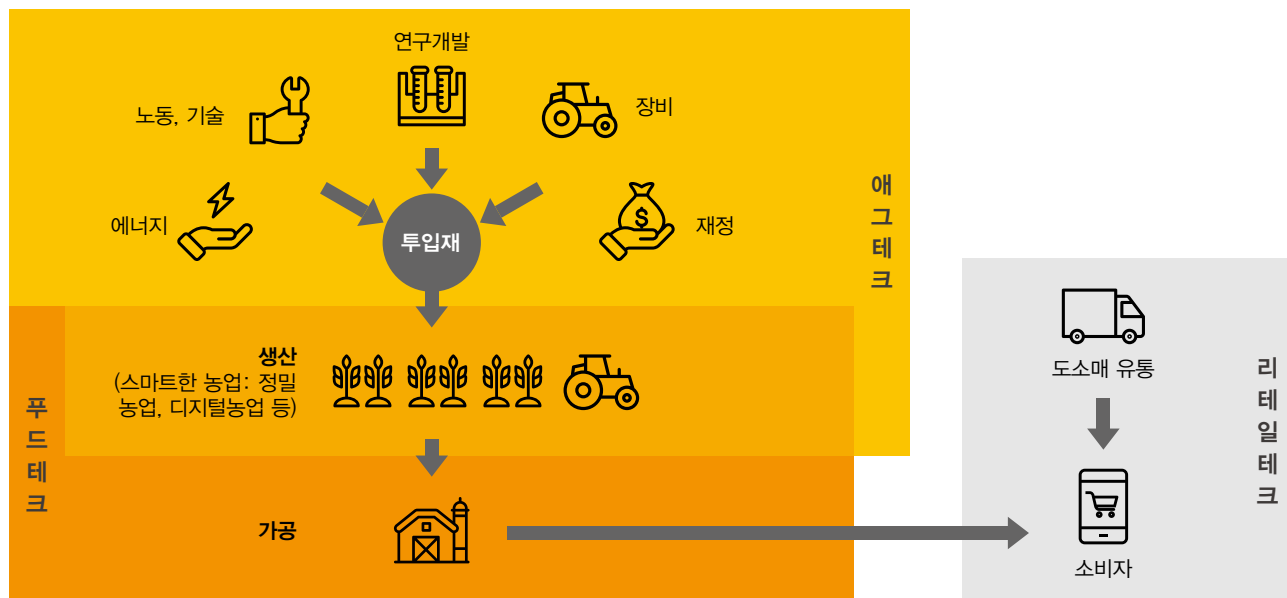 연구개발
노동, 기술
장비
에너지
투입재
재정
애그테크
생산
(스마트한 농업: 정밀
농업, 디지털농업 등)
푸드테크
가공
도소매 유통
리테일테크
소비자